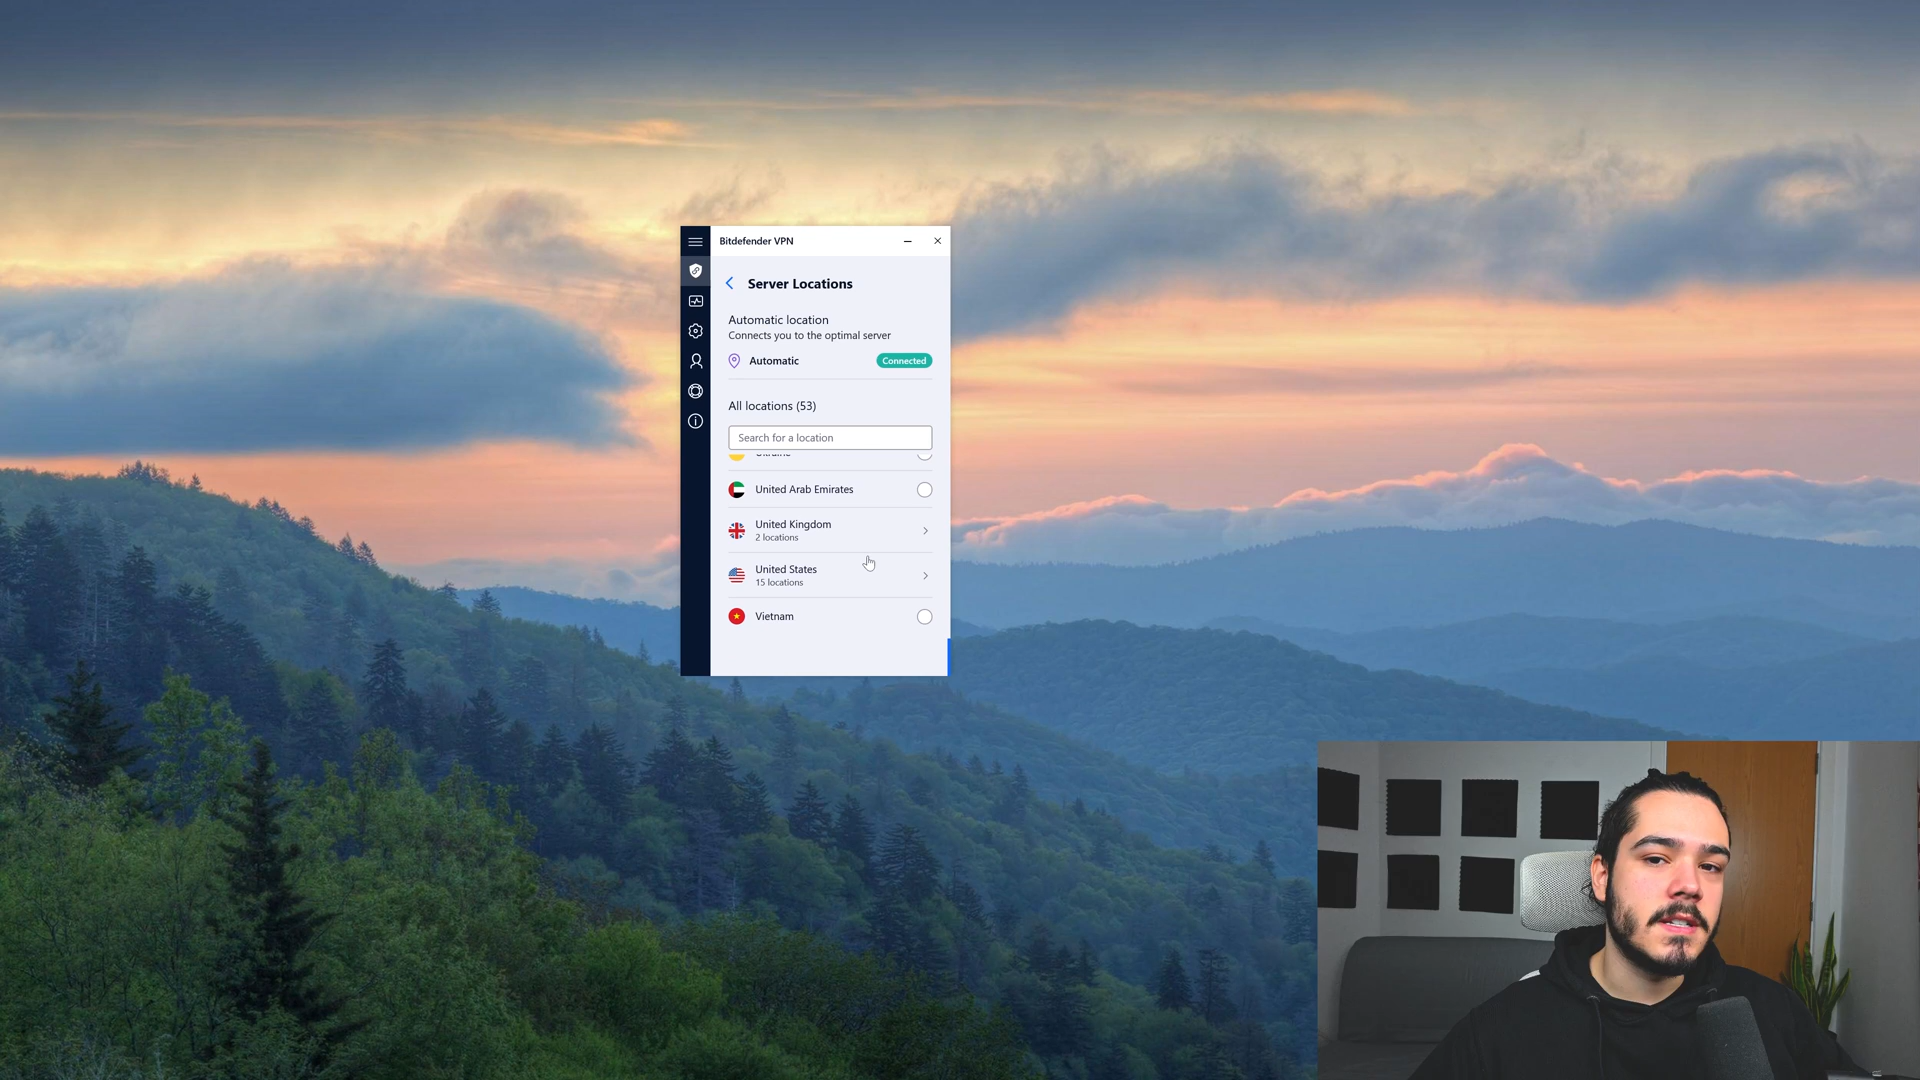 Bitdefender VPN
Server Locations
Automatic location
Connects you to the optimal server
Automatic
Connected
All locations (53)
Search for a location
Ukraine
United Arab Emirates
United Kingdom
2 locations
United States
15 locations
Vietnam